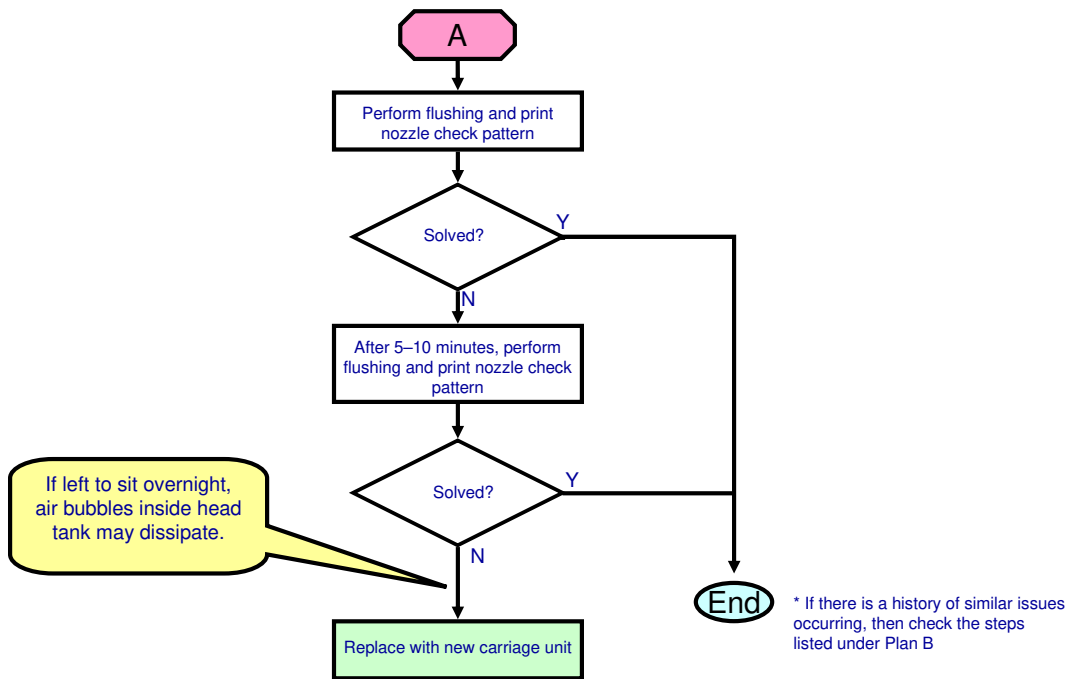 A
Perform flushing and print
nozzle check pattern
Solved?
Y
N
After 5–10 minutes, perform
flushing and print nozzle check
pattern
If left to sit overnight,
air bubbles inside head
tank may dissipate.
Solved?
Y
N
Replace with new carriage unit
End
* If there is a history of similar issues
occurring, then check the steps
listed under Plan B